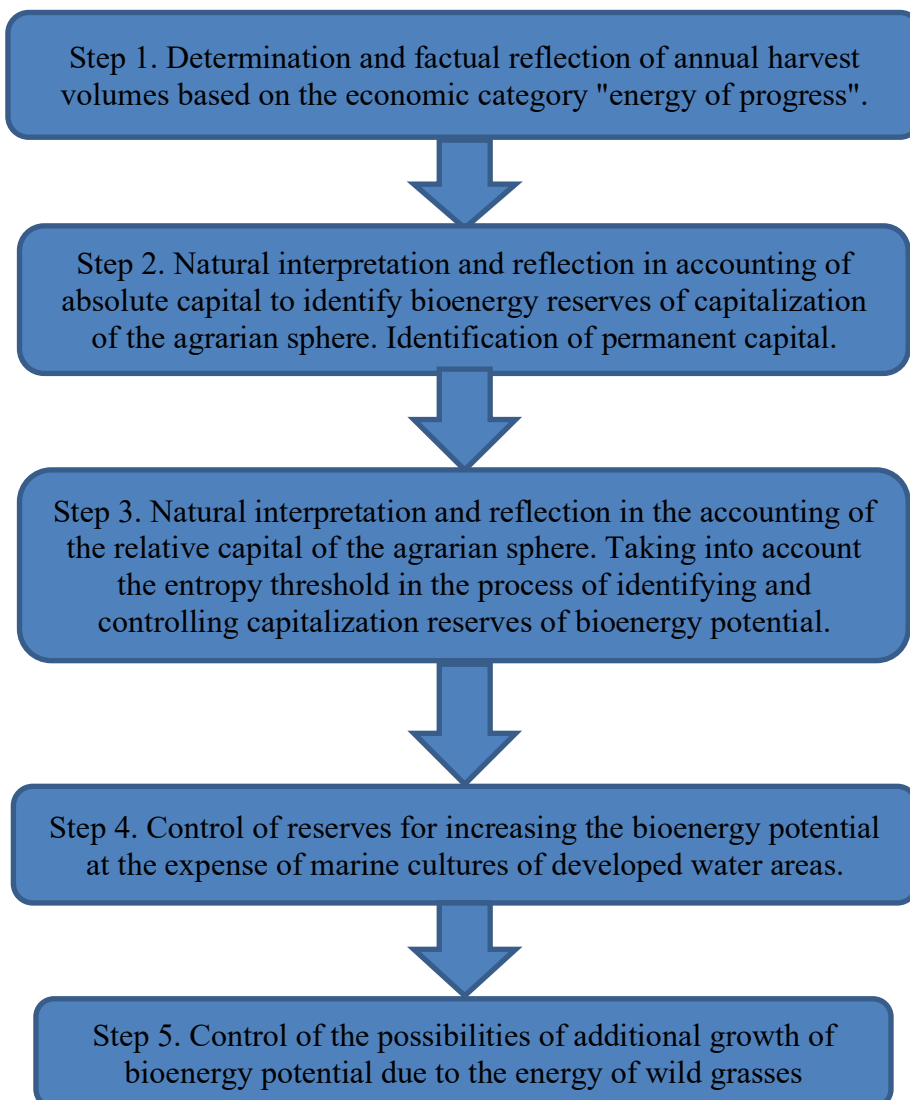 Step 1. Determination and factual reflection of annual harvest
volumes based on the economic category "energy of progress".
Step 2. Natural interpretation and reflection in accounting of
absolute capital to identify bioenergy reserves of capitalization
of the agrarian sphere. Identification of permanent capital.
Step 3. Natural interpretation and reflection in the accounting of
the relative capital of the agrarian sphere. Taking into account
the entropy threshold in the process of identifying and
controlling capitalization reserves of bioenergy potential.
Step 4. Control of reserves for increasing the bioenergy potential
at the expense of marine cultures of developed water areas.
Step 5. Control of the possibilities of additional growth of
bioenergy potential due to the energy of wild grasses